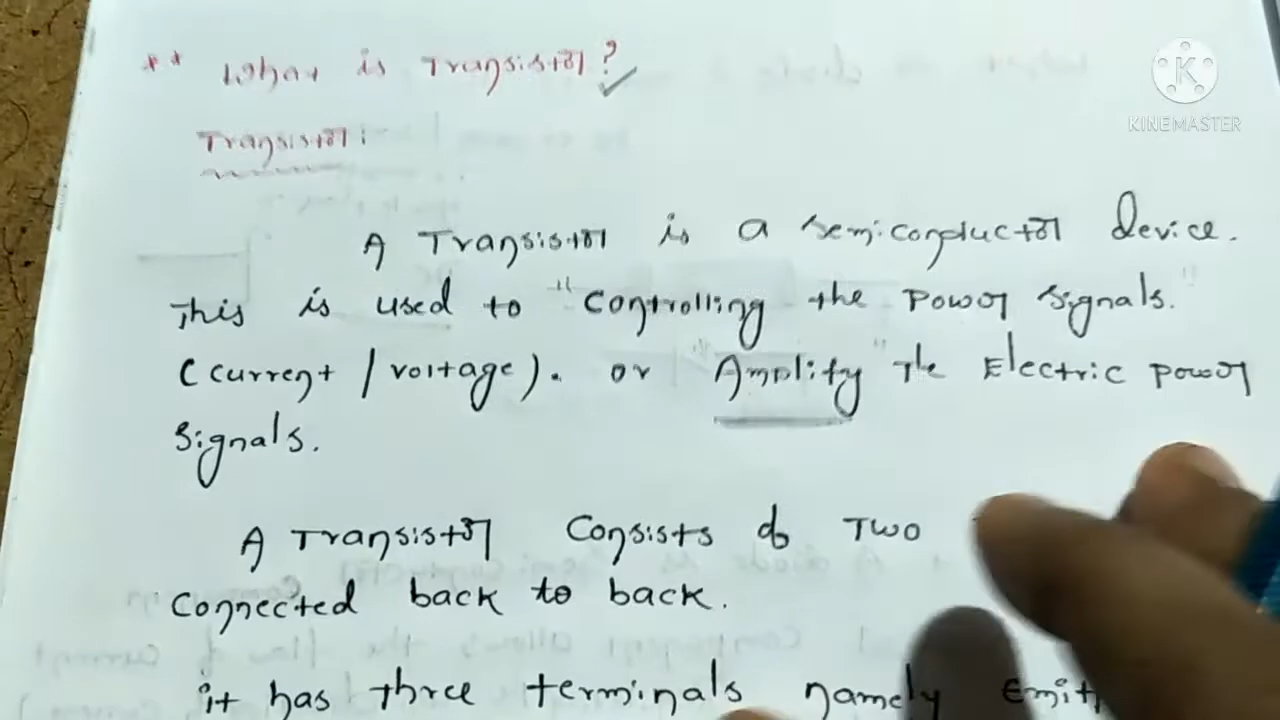 ** What is Transistor?
Transistor:
A Transistor is a semiconductor device.
This is used to "Controlling the Power signals."
(current / voltage). or "Amplify" The Electric power
signals.
A Transistor Consists of Two
Connected back to back.
it has three terminals namely
K
KINEMASTER